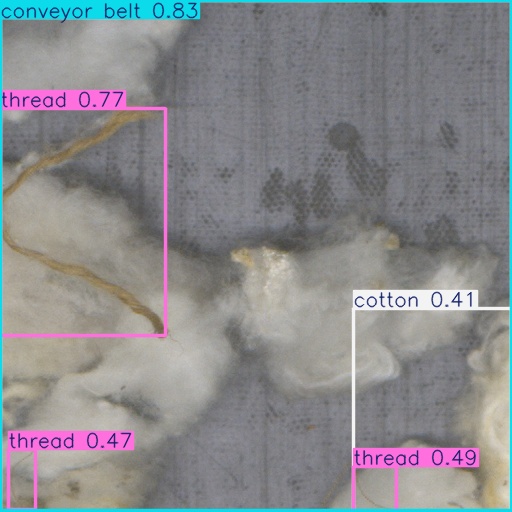 conveyor belt 0.83
thread 0.77
cotton 0.41
thread 0.47
thread 0.49